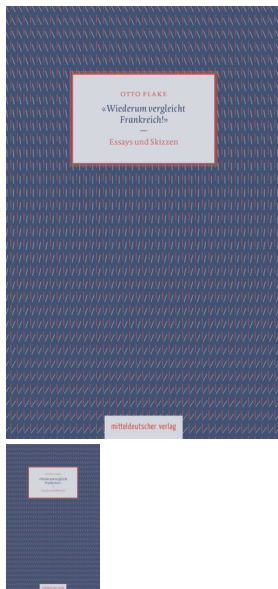 OTTO FLAKE
«Wiederum vergleicht
Frankreich!»
Essays und Skizzen
mitteldeutscher verlag